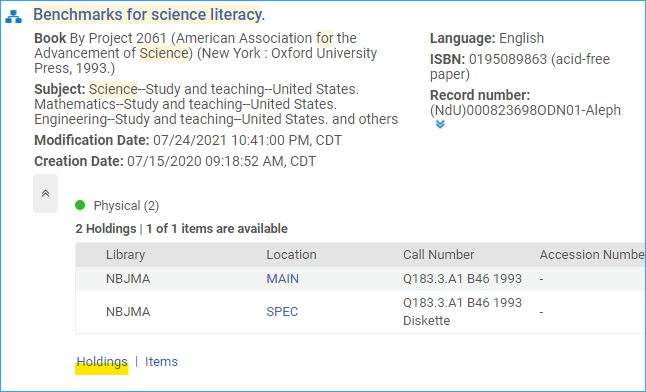 Benchmarks for science literacy.
Book By Project 2061 (American Association for the
Advancement of Science) (New York : Oxford University
Press, 1993.)
Subject: Science--Study and teaching--United States.
Mathematics--Study and teaching--United States.
Engineering--Study and teaching--United States. and others
Modification Date: 07/24/2021 10:41:00 PM, CDT
Creation Date: 07/15/2020 09:18:52 AM, CDT
Language: English
ISBN: 0195089863 (acid-free
paper)
Record number:
(NdU)000823698ODN01-Aleph
Physical (2)
2 Holdings | 1 of 1 items are available
Library Location Call Number Accession Numbe
NBJMA MAIN Q183.3.A1 B46 1993 -
NBJMA SPEC Q183.3.A1 B46 1993
Diskette -
Holdings | Items